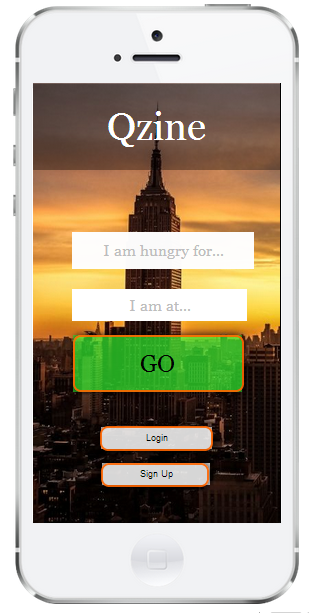 Qzine
I am hungry for...
I am at...
GO
Login
Sign Up